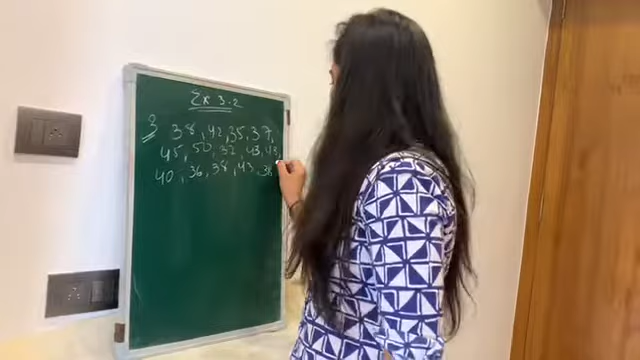 Ex 3.2
3 38, 42, 35, 37,
45, 50, 32, 43, 43,
40, 36, 38, 43, 38